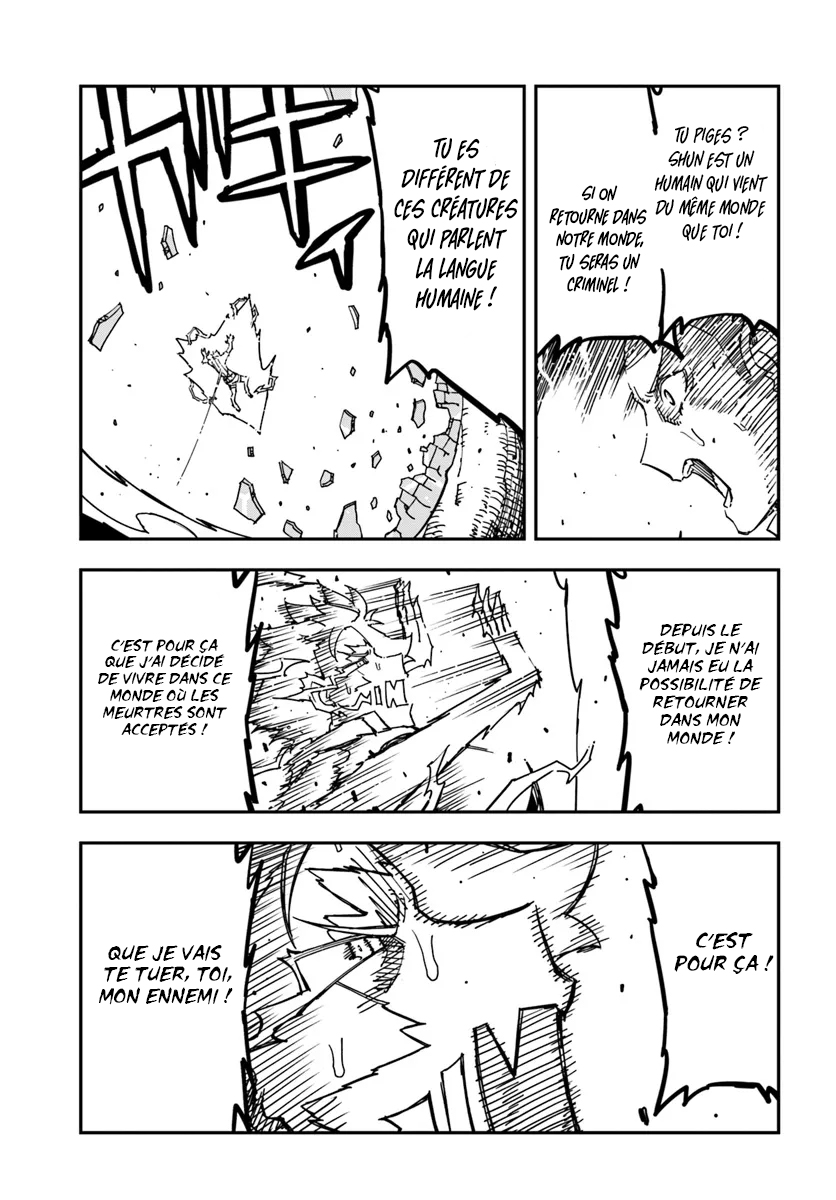 TU PIGES ?
SHUN EST UN
HUMAIN QUI VIENT
DU MÊME MONDE
QUE TOI !
SI ON
RETOURNE DANS
NOTRE MONDE,
TU SERAS UN
CRIMINEL !
TU ES
DIFFÉRENT DE
CES CRÉATURES
QUI PARLENT
LA LANGUE
HUMAINE !
DEPUIS LE
DÉBUT, JE N'AI
JAMAIS EU LA
POSSIBILITÉ DE
RETOURNER
DANS MON
MONDE !
C'EST POUR ÇA
QUE J'AI DÉCIDÉ
DE VIVRE DANS CE
MONDE OÙ LES
MEURTRES SONT
ACCEPTÉS !
C'EST
POUR ÇA !
QUE JE VAIS
TE TUER, TOI,
MON ENNEMI !